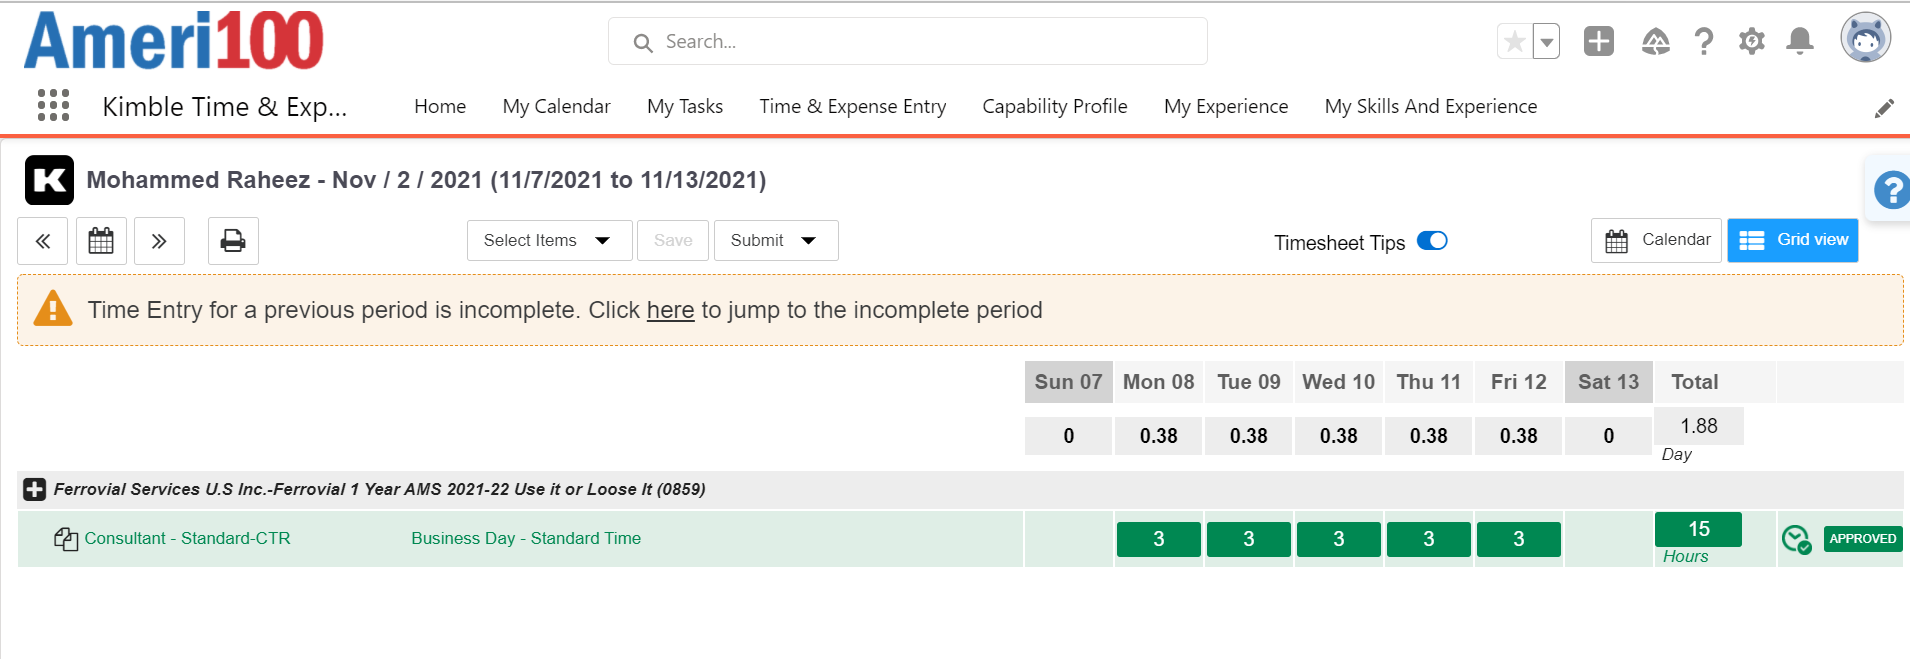 Ameri100
Search...
Kimble Time & Exp... Home My Calendar My Tasks Time & Expense Entry Capability Profile My Experience My Skills And Experience
K Mohammed Raheez - Nov / 2 / 2021 (11/7/2021 to 11/13/2021)
Select Items Save Submit Timesheet Tips Calendar Grid view
Time Entry for a previous period is incomplete. Click here to jump to the incomplete period
Sun 07 Mon 08 Tue 09 Wed 10 Thu 11 Fri 12 Sat 13 Total
0 0.38 0.38 0.38 0.38 0.38 0 1.88
Day
Ferrovial Services U.S Inc.-Ferrovial 1 Year AMS 2021-22 Use it or Loose It (0859)
Consultant - Standard-CTR Business Day - Standard Time 3 3 3 3 3 15 APPROVED
Hours